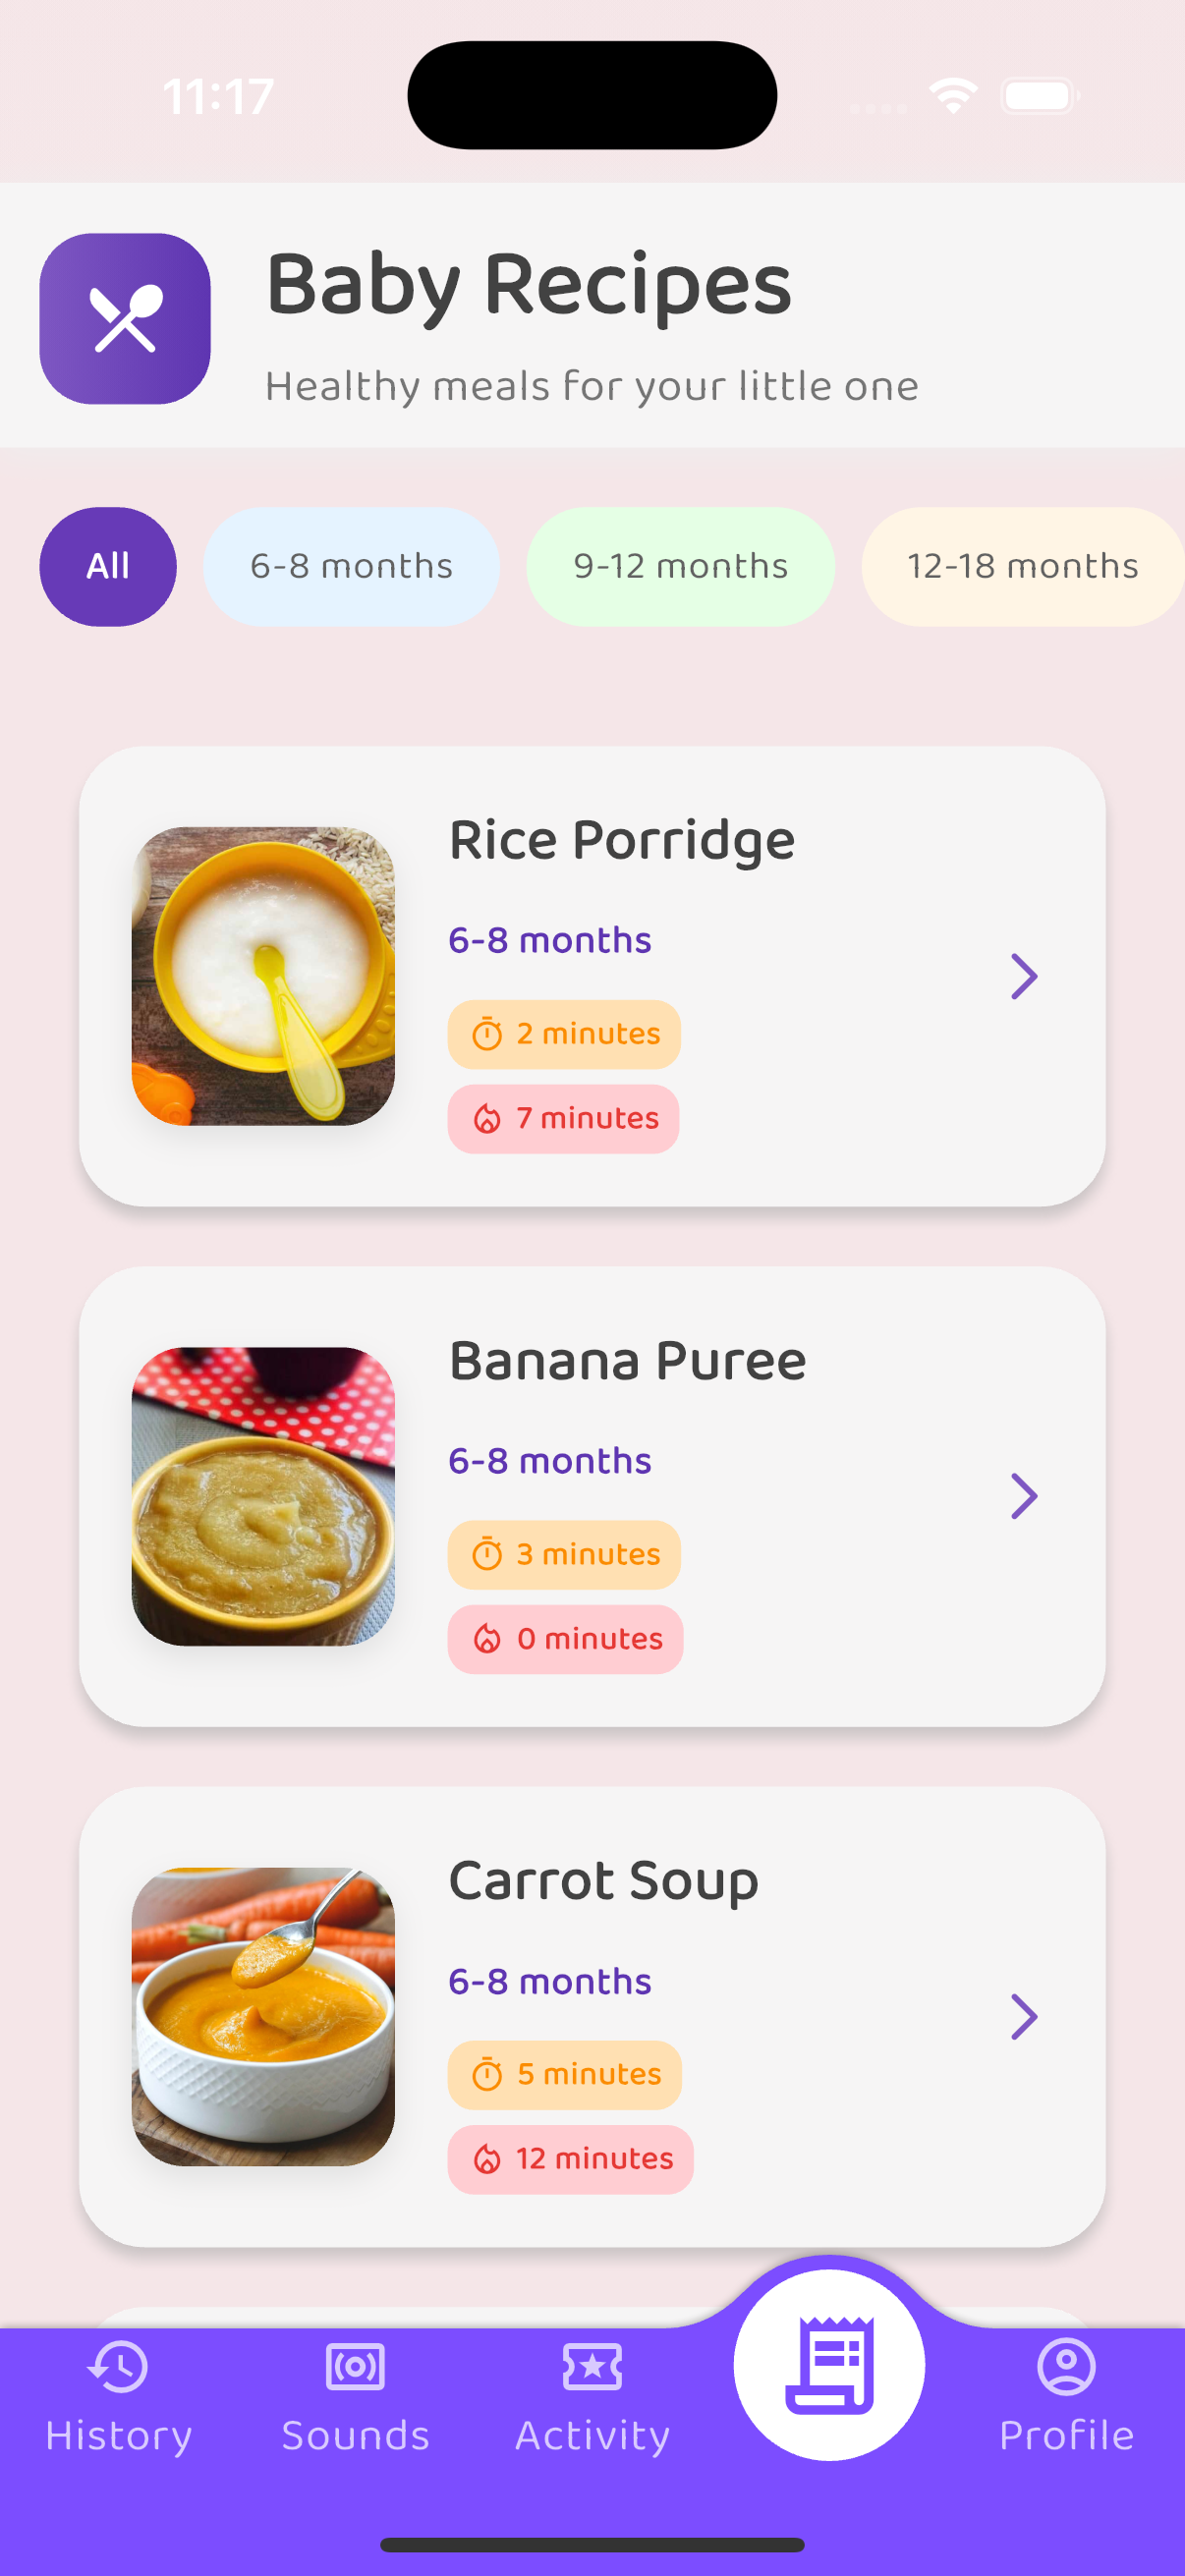 11:17
Baby Recipes
Healthy meals for your little one
All
6-8 months
9-12 months
12-18 months
Rice Porridge
6-8 months
2 minutes
7 minutes
Banana Puree
6-8 months
3 minutes
0 minutes
Carrot Soup
6-8 months
5 minutes
12 minutes
History
Sounds
Activity
Profile